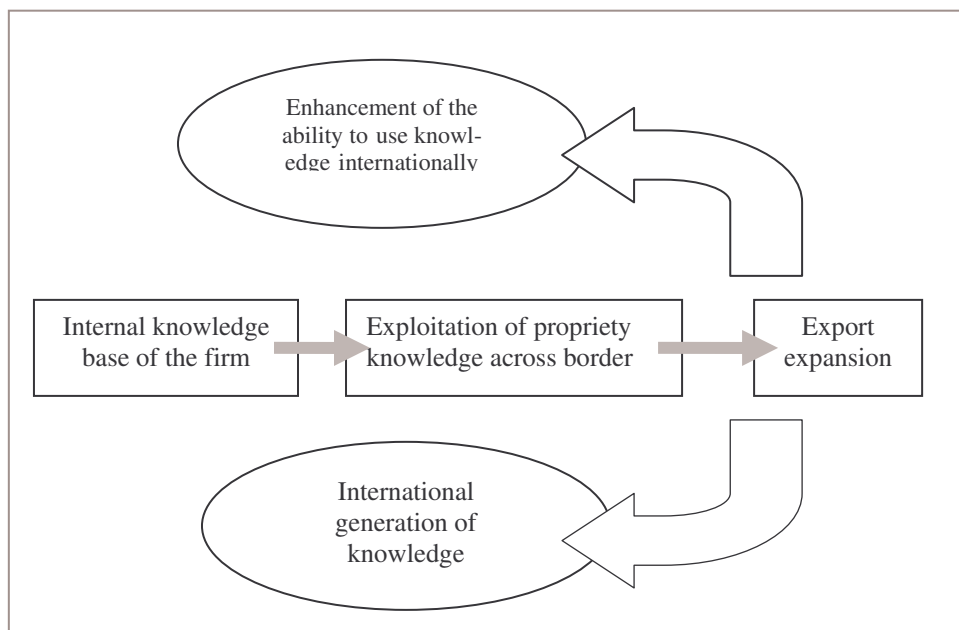 Enhancement of the
ability to use knowl-
edge internationally
Internal knowledge
base of the firm
Exploitation of propriety
knowledge across border
Export
expansion
International
generation of
knowledge